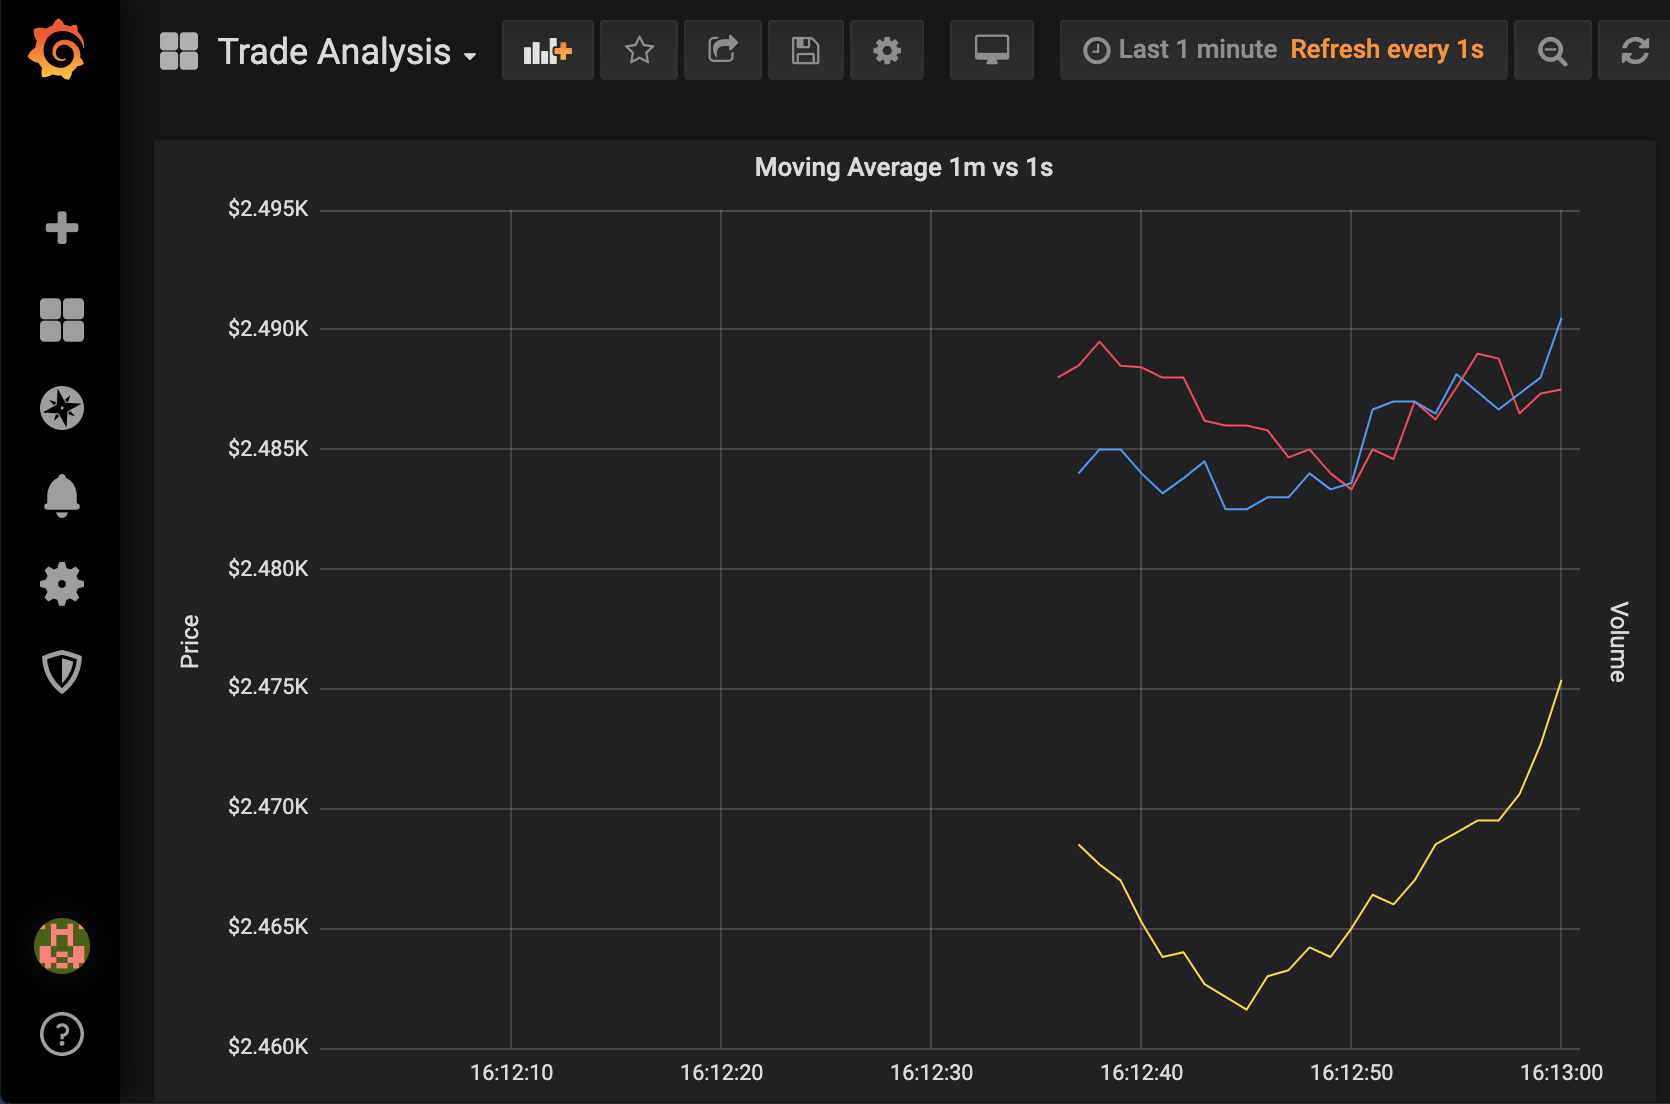 Trade Analysis
Last 1 minute Refresh every 1s
Moving Average 1m vs 1s
$2.495K
$2.490K
$2.485K
$2.480K
$2.475K
$2.470K
$2.465K
$2.460K
Price
Volume
16:12:10 16:12:20 16:12:30 16:12:40 16:12:50 16:13:00
?